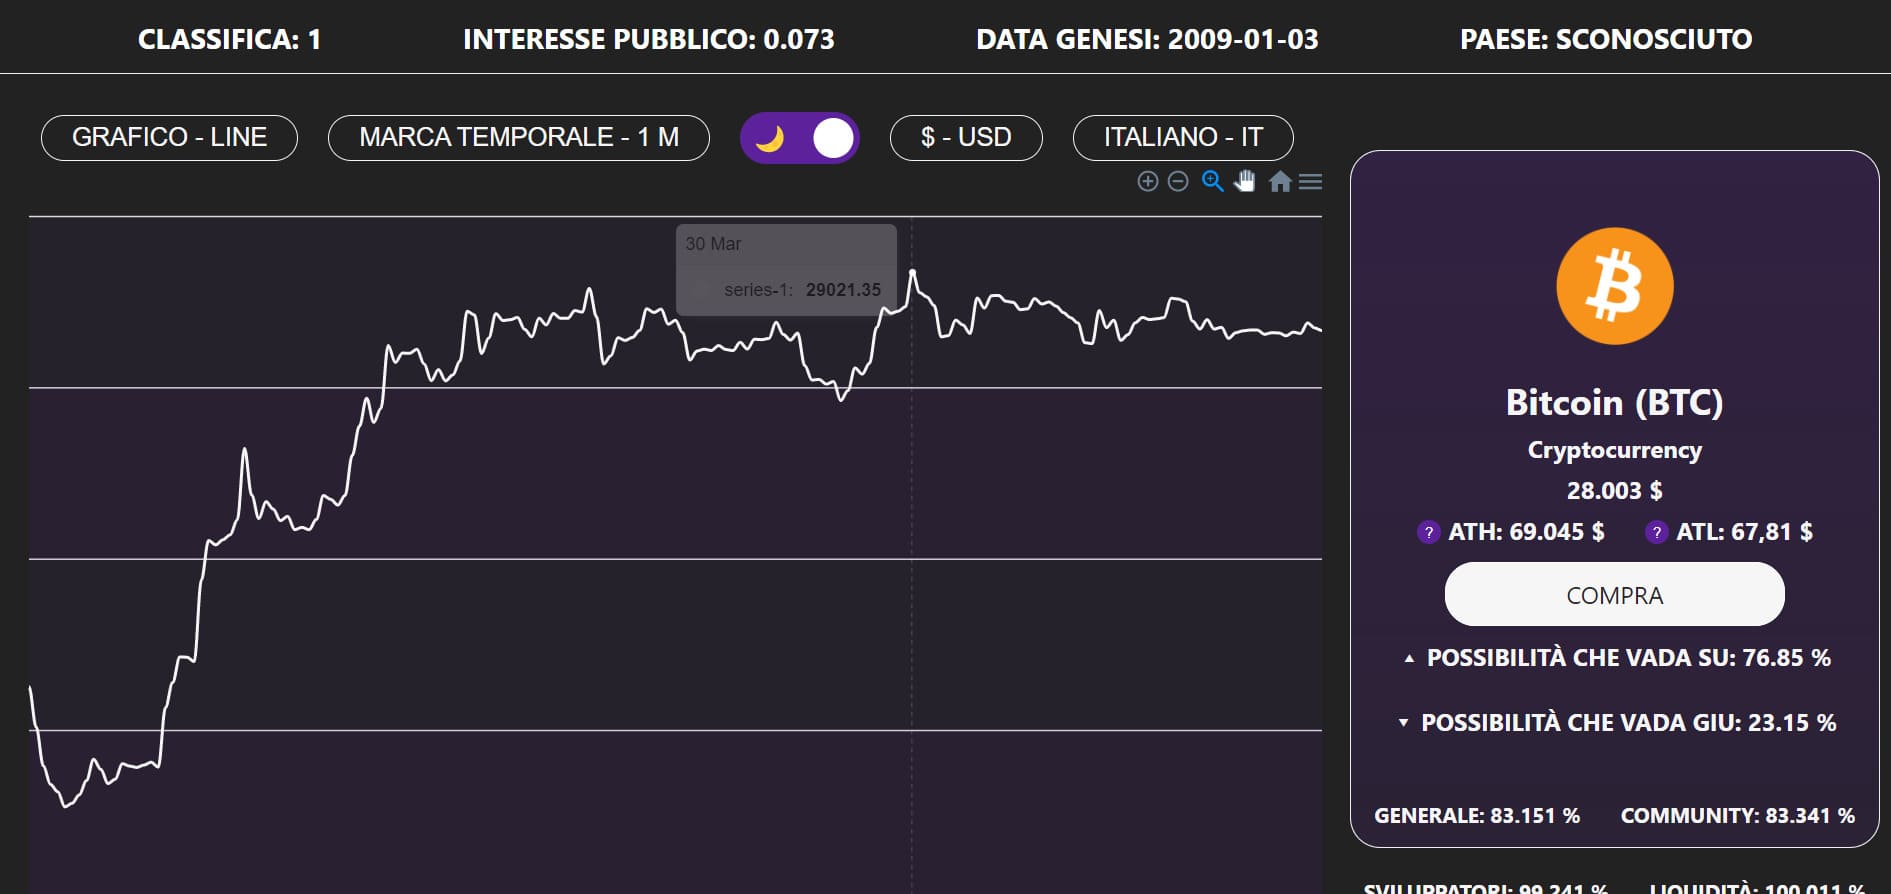 CLASSIFICA: 1 INTERESSE PUBBLICO: 0.073 DATA GENESI: 2009-01-03 PAESE: SCONOSCIUTO
GRAFICO - LINE MARCA TEMPORALE - 1 M $ - USD ITALIANO - IT
30 Mar
series-1: 29021.35
Bitcoin (BTC)
Cryptocurrency
28.003 $
? ATH: 69.045 $ ? ATL: 67,81 $
COMPRA
▲ POSSIBILITÀ CHE VADA SU: 76.85 %
▼ POSSIBILITÀ CHE VADA GIU: 23.15 %
GENERALE: 83.151 % COMMUNITY: 83.341 %
SVILUPPATORI: 99.241 % LIQUIDITÀ: 100.011 %